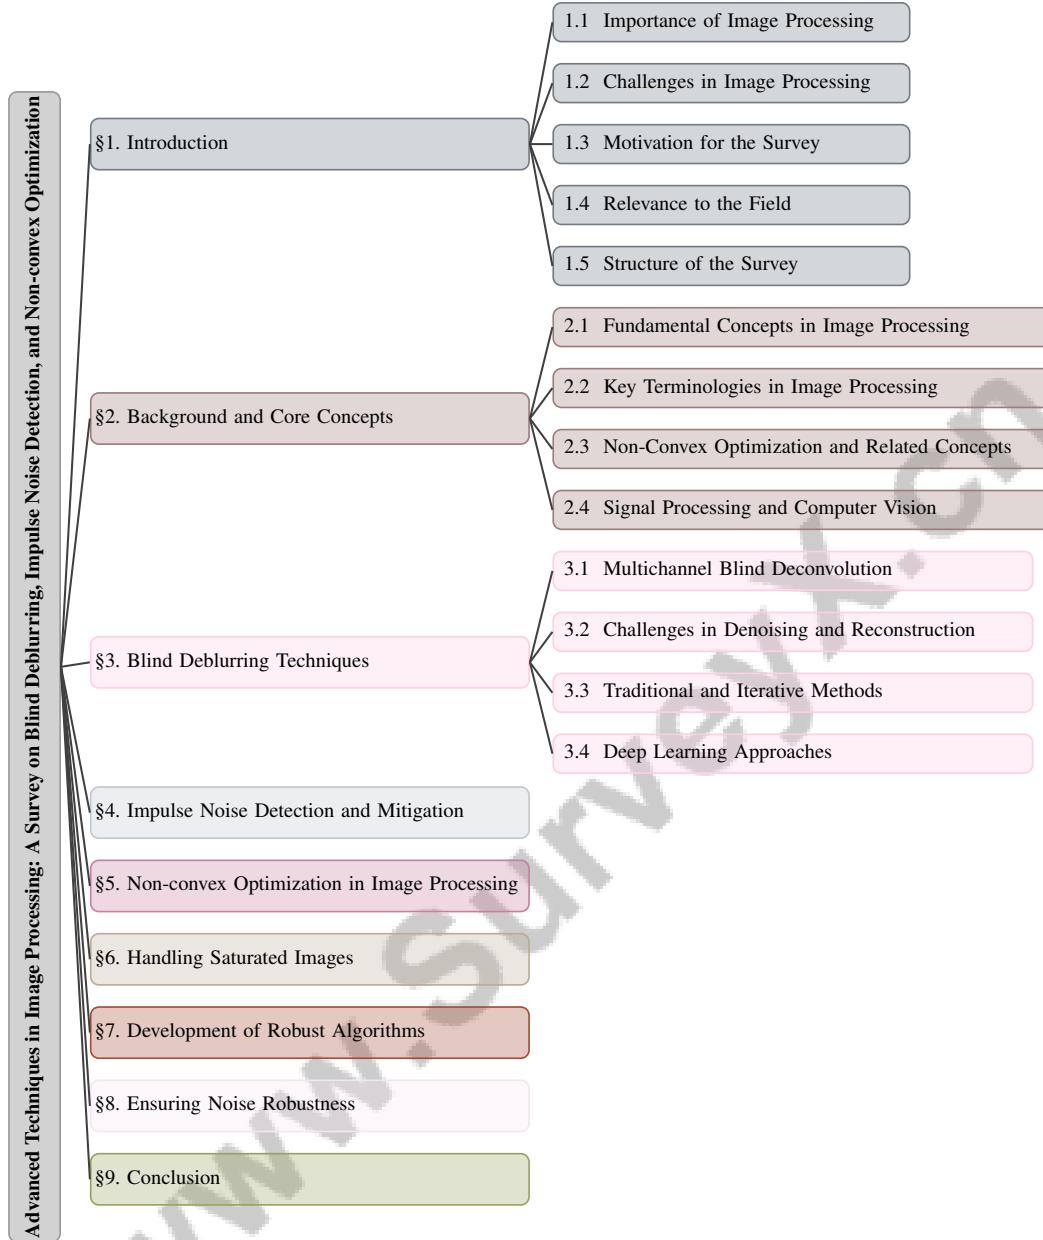 Advanced Techniques in Image Processing: A Survey on Blind Deblurring, Impulse Noise Detection, and Non-convex Optimization
§1. Introduction
1.1 Importance of Image Processing
1.2 Challenges in Image Processing
1.3 Motivation for the Survey
1.4 Relevance to the Field
1.5 Structure of the Survey
§2. Background and Core Concepts
2.1 Fundamental Concepts in Image Processing
2.2 Key Terminologies in Image Processing
2.3 Non-Convex Optimization and Related Concepts
2.4 Signal Processing and Computer Vision
§3. Blind Deblurring Techniques
3.1 Multichannel Blind Deconvolution
3.2 Challenges in Denoising and Reconstruction
3.3 Traditional and Iterative Methods
3.4 Deep Learning Approaches
§4. Impulse Noise Detection and Mitigation
§5. Non-convex Optimization in Image Processing
§6. Handling Saturated Images
§7. Development of Robust Algorithms
§8. Ensuring Noise Robustness
§9. Conclusion
www.SurveyX.cn